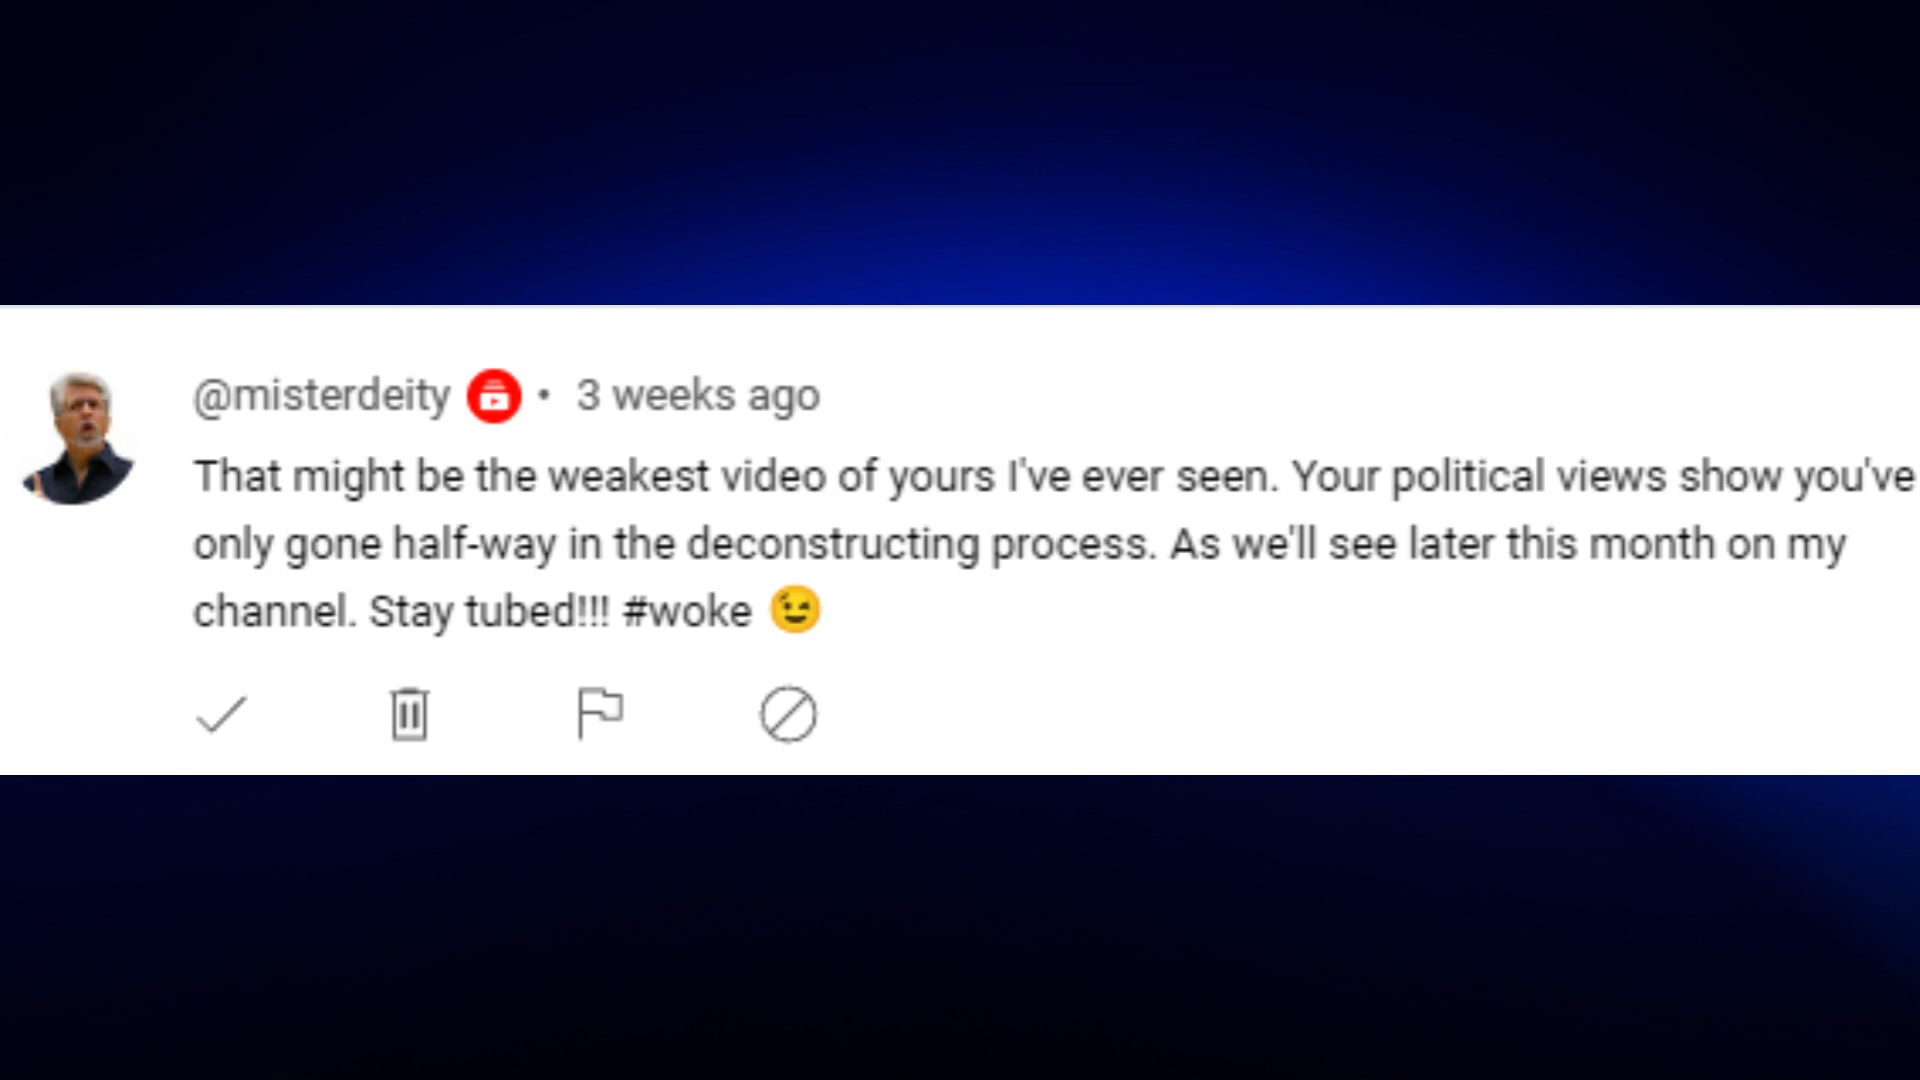 @misterdeity • 3 weeks ago
That might be the weakest video of yours I've ever seen. Your political views show you've
only gone half-way in the deconstructing process. As we'll see later this month on my
channel. Stay tubed!!! #woke 😉